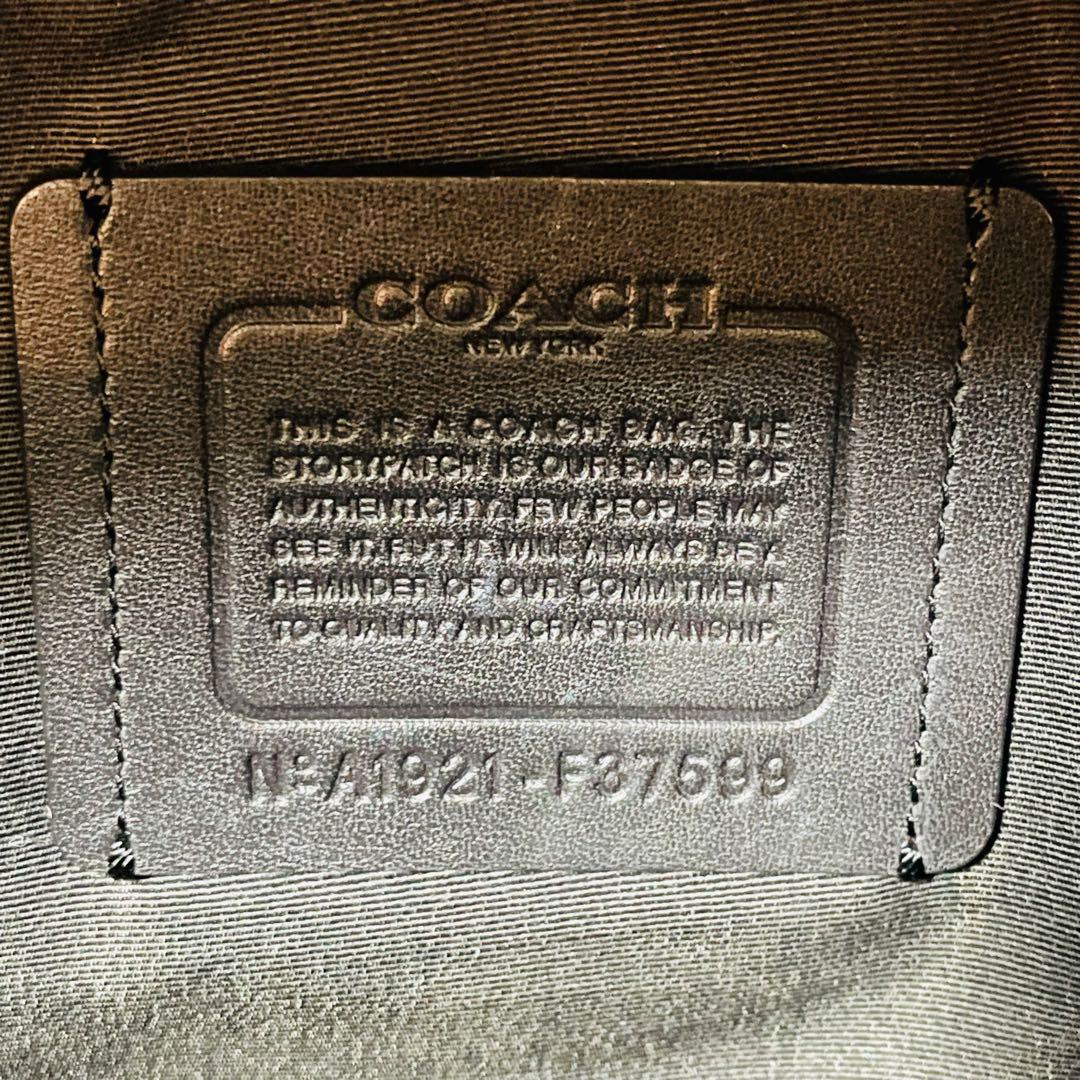 COACH
NEW YORK
THIS IS A COACH BAG. THE
STORYPATCH IS OUR BADGE OF
AUTHENTICITY. FEW PEOPLE MAY
SEE IT. BUT IT WILL ALWAYS BE A
REMINDER OF OUR COMMITMENT
TO QUALITY AND CRAFTSMANSHIP.
Nº A1921-F37599